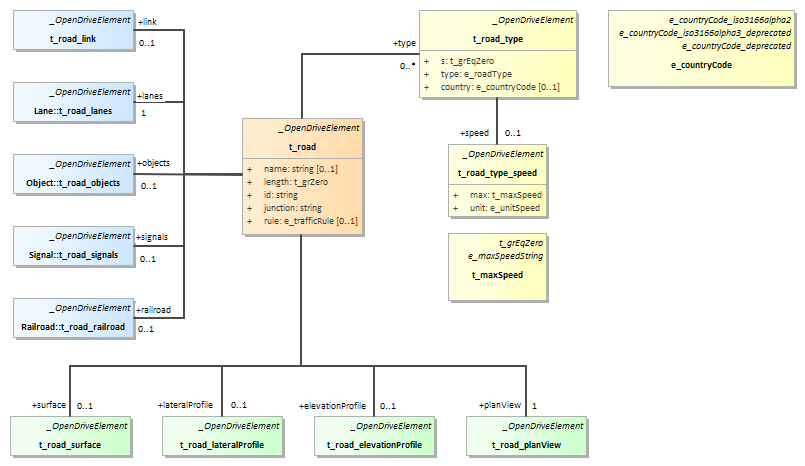 _OpenDriveElement
t_road_link
+link
0..1
_OpenDriveElement
Lane::t_road_lanes
+lanes
1
_OpenDriveElement
Object::t_road_objects
+objects
0..1
_OpenDriveElement
Signal::t_road_signals
+signals
0..1
_OpenDriveElement
Railroad::t_road_railroad
+railroad
0..1
_OpenDriveElement
t_road
+ name: string [0..1]
+ length: t_grZero
+ id: string
+ junction: string
+ rule: e_trafficRule [0..1]
+type
0..*
_OpenDriveElement
t_road_type
+ s: t_grEqZero
+ type: e_roadType
+ country: e_countryCode [0..1]
+speed
0..1
_OpenDriveElement
t_road_type_speed
+ max: t_maxSpeed
+ unit: e_unitSpeed
t_grEqZero
e_maxSpeedString
t_maxSpeed
e_countryCode_iso3166alpha2
e_countryCode_iso3166alpha3_deprecated
e_countryCode_deprecated
e_countryCode
+surface
0..1
_OpenDriveElement
t_road_surface
+lateralProfile
0..1
_OpenDriveElement
t_road_lateralProfile
+elevationProfile
0..1
_OpenDriveElement
t_road_elevationProfile
+planView
1
_OpenDriveElement
t_road_planView